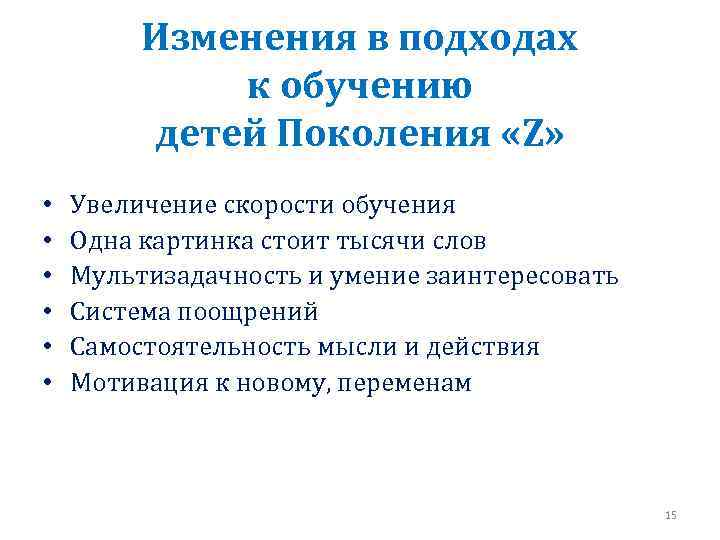 Изменения в подходах
к обучению
детей Поколения «Z»
• Увеличение скорости обучения
• Одна картинка стоит тысячи слов
• Мультизадачность и умение заинтересовать
• Система поощрений
• Самостоятельность мысли и действия
• Мотивация к новому, переменам
15